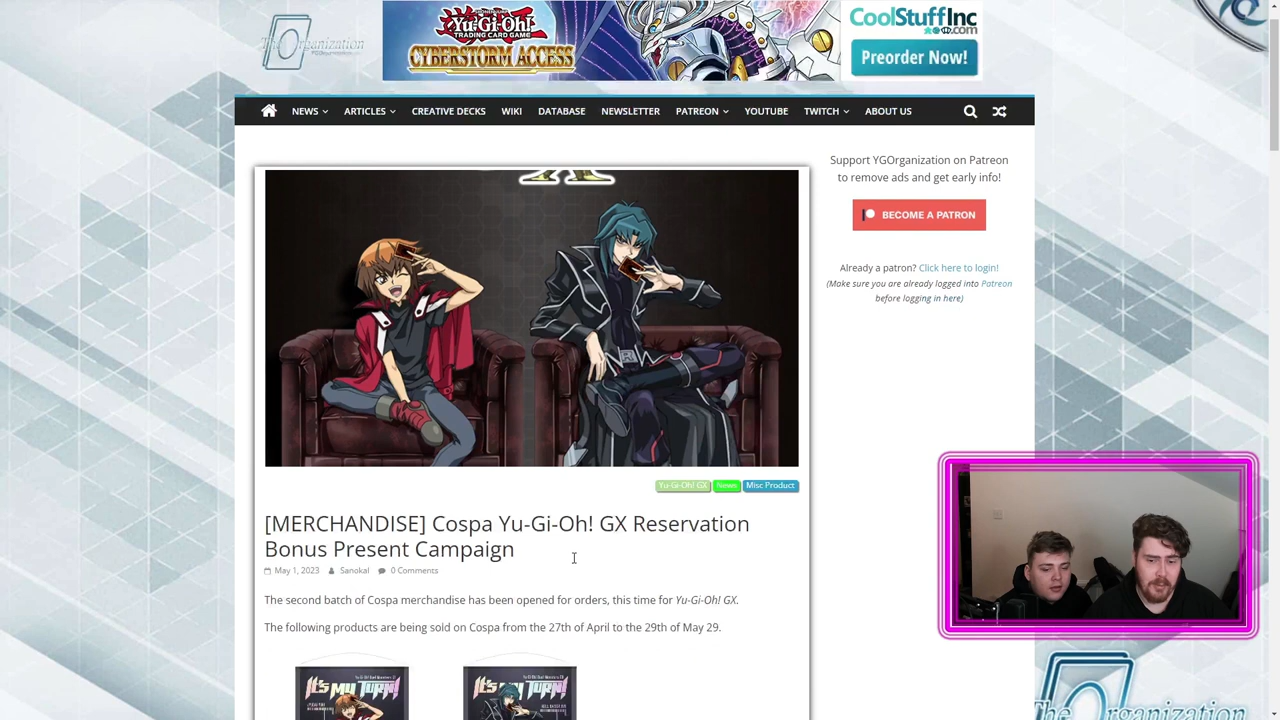 The Organization
Yu-Gi-Oh!
TRADING CARD GAME
CYBERSTORM ACCESS
COOLSTUFFINC
.com
Preorder Now!
NEWS ARTICLES CREATIVE DECKS WIKI DATABASE NEWSLETTER PATREON YOUTUBE TWITCH ABOUT US
Support YGOrganization on Patreon
to remove ads and get early info!
BECOME A PATRON
Already a patron? Click here to login!
(Make sure you are already logged into Patreon
before logging in here)
Yu-Gi-Oh! GX News Misc Product
[MERCHANDISE] Cospa Yu-Gi-Oh! GX Reservation
Bonus Present Campaign
May 1, 2023 Sanokal 0 Comments
The second batch of Cospa merchandise has been opened for orders, this time for Yu-Gi-Oh! GX.
The following products are being sold on Cospa from the 27th of April to the 29th of May 29.
IT'S MY TURN!
IT'S MY TURN!
The Organization